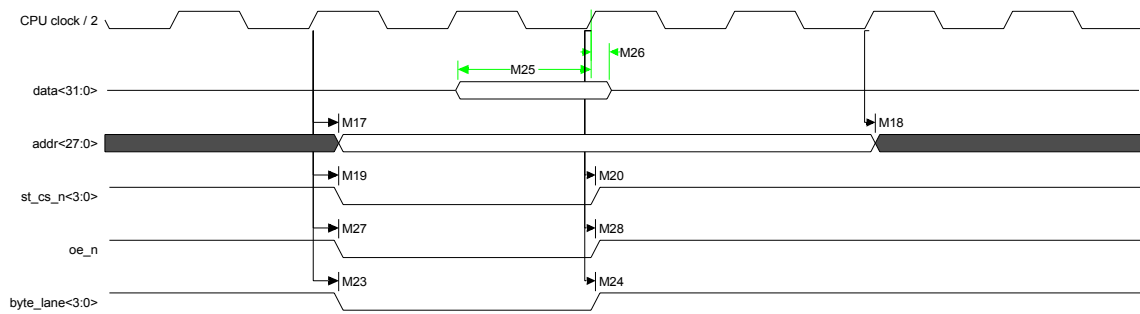 CPU clock / 2
M26
M25
data<31:0>
M17 M18
addr<27:0>
M19 M20
st_cs_n<3:0>
M27 M28
oe_n
M23 M24
byte_lane<3:0>